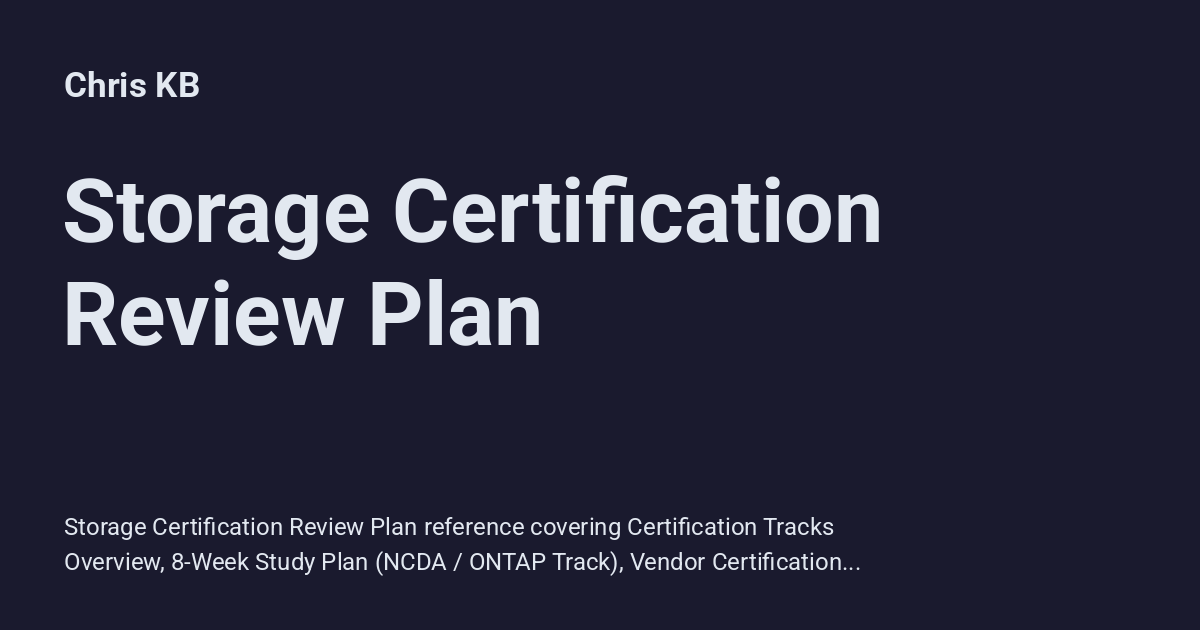 Chris KB
Storage Certification
Review Plan
Storage Certification Review Plan reference covering Certification Tracks
Overview, 8-Week Study Plan (NCDA / ONTAP Track), Vendor Certification...